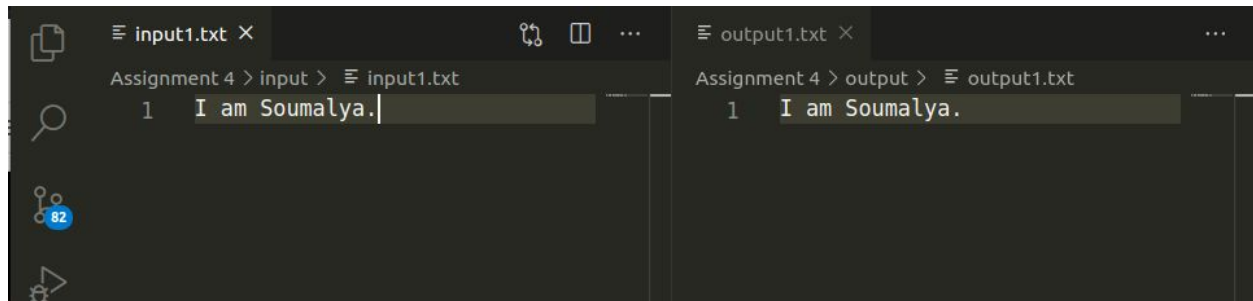 input1.txt
Assignment 4 > input > input1.txt
1 I am Soumalya.
82
output1.txt
Assignment 4 > output > output1.txt
1 I am Soumalya.